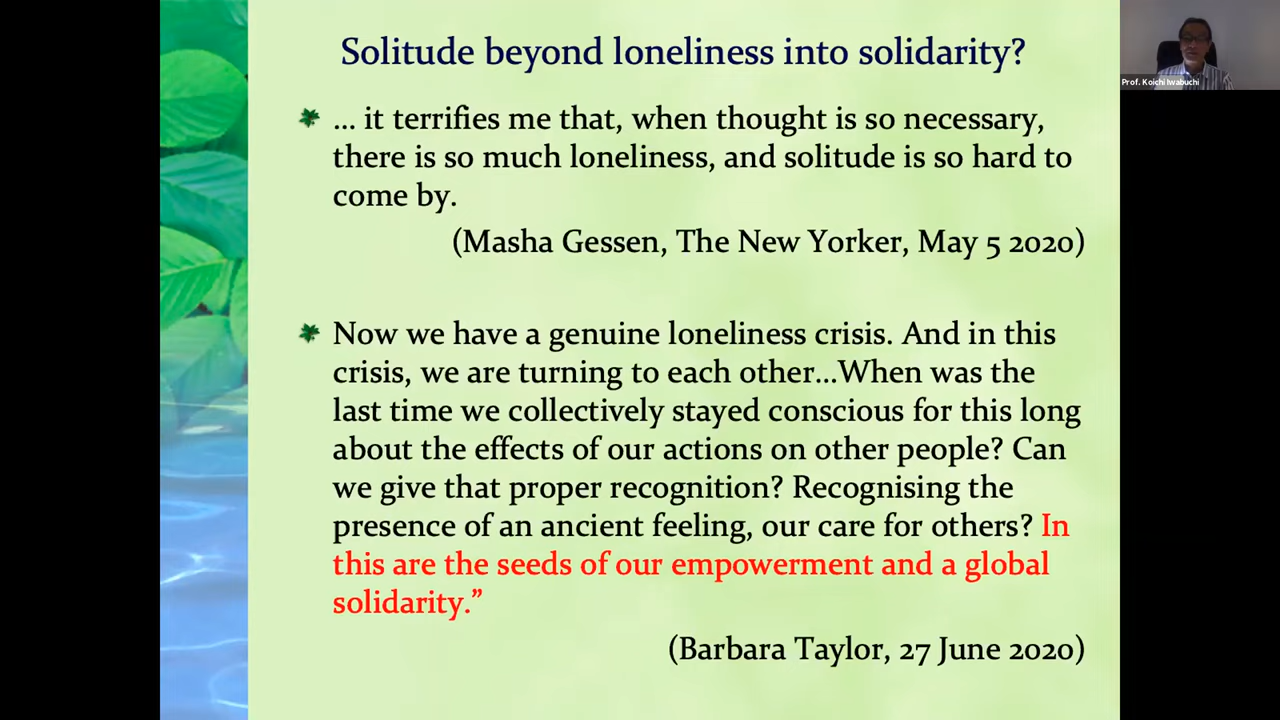 Solitude beyond loneliness into solidarity?
... it terrifies me that, when thought is so necessary,
there is so much loneliness, and solitude is so hard to
come by.
(Masha Gessen, The New Yorker, May 5 2020)
Now we have a genuine loneliness crisis. And in this
crisis, we are turning to each other...When was the
last time we collectively stayed conscious for this long
about the effects of our actions on other people? Can
we give that proper recognition? Recognising the
presence of an ancient feeling, our care for others? In
this are the seeds of our empowerment and a global
solidarity.”
(Barbara Taylor, 27 June 2020)
Prof. Koichi Iwabuchi